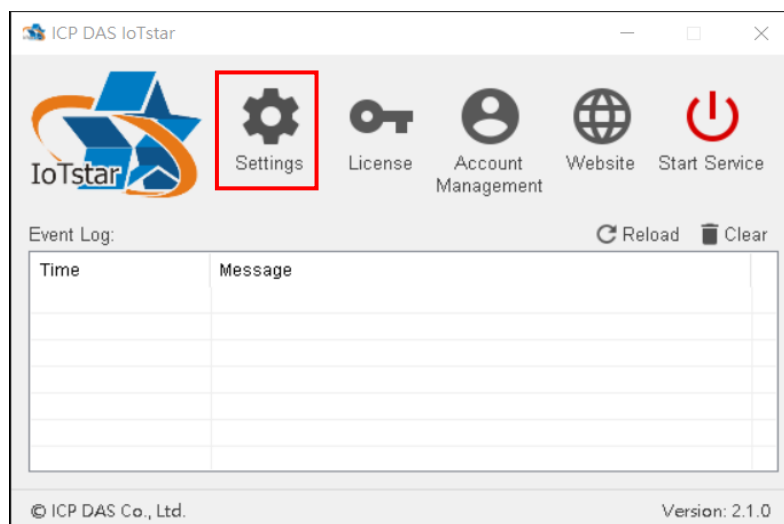 ICP DAS IoTstar
IoTstar
Settings
License
Account
Management
Website
Start Service
Event Log:
Reload
Clear
Time
Message
© ICP DAS Co., Ltd.
Version: 2.1.0